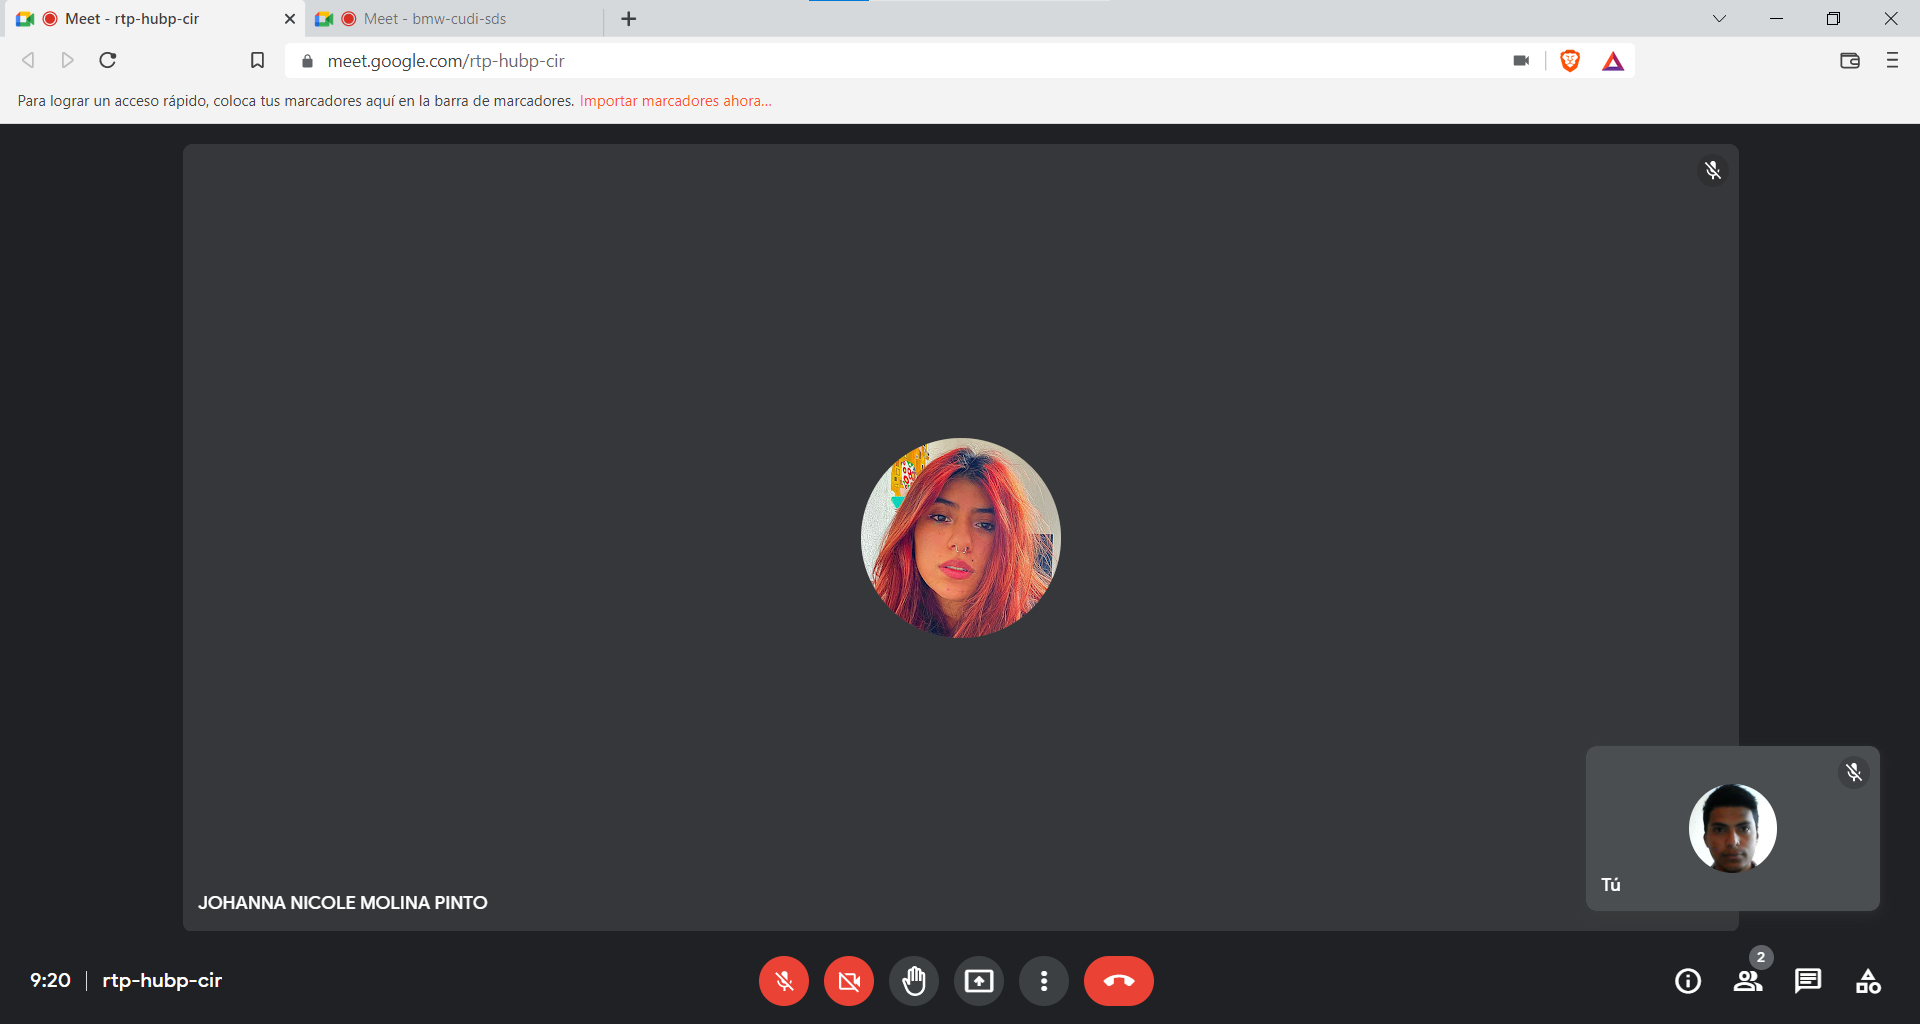 Meet - rtp-hubp-cir
Meet - bmw-cudi-sds
meet.google.com/rtp-hubp-cir
Para lograr un acceso rápido, coloca tus marcadores aquí en la barra de marcadores. Importar marcadores ahora...
JOHANNA NICOLE MOLINA PINTO
Tú
9:20 | rtp-hubp-cir
2